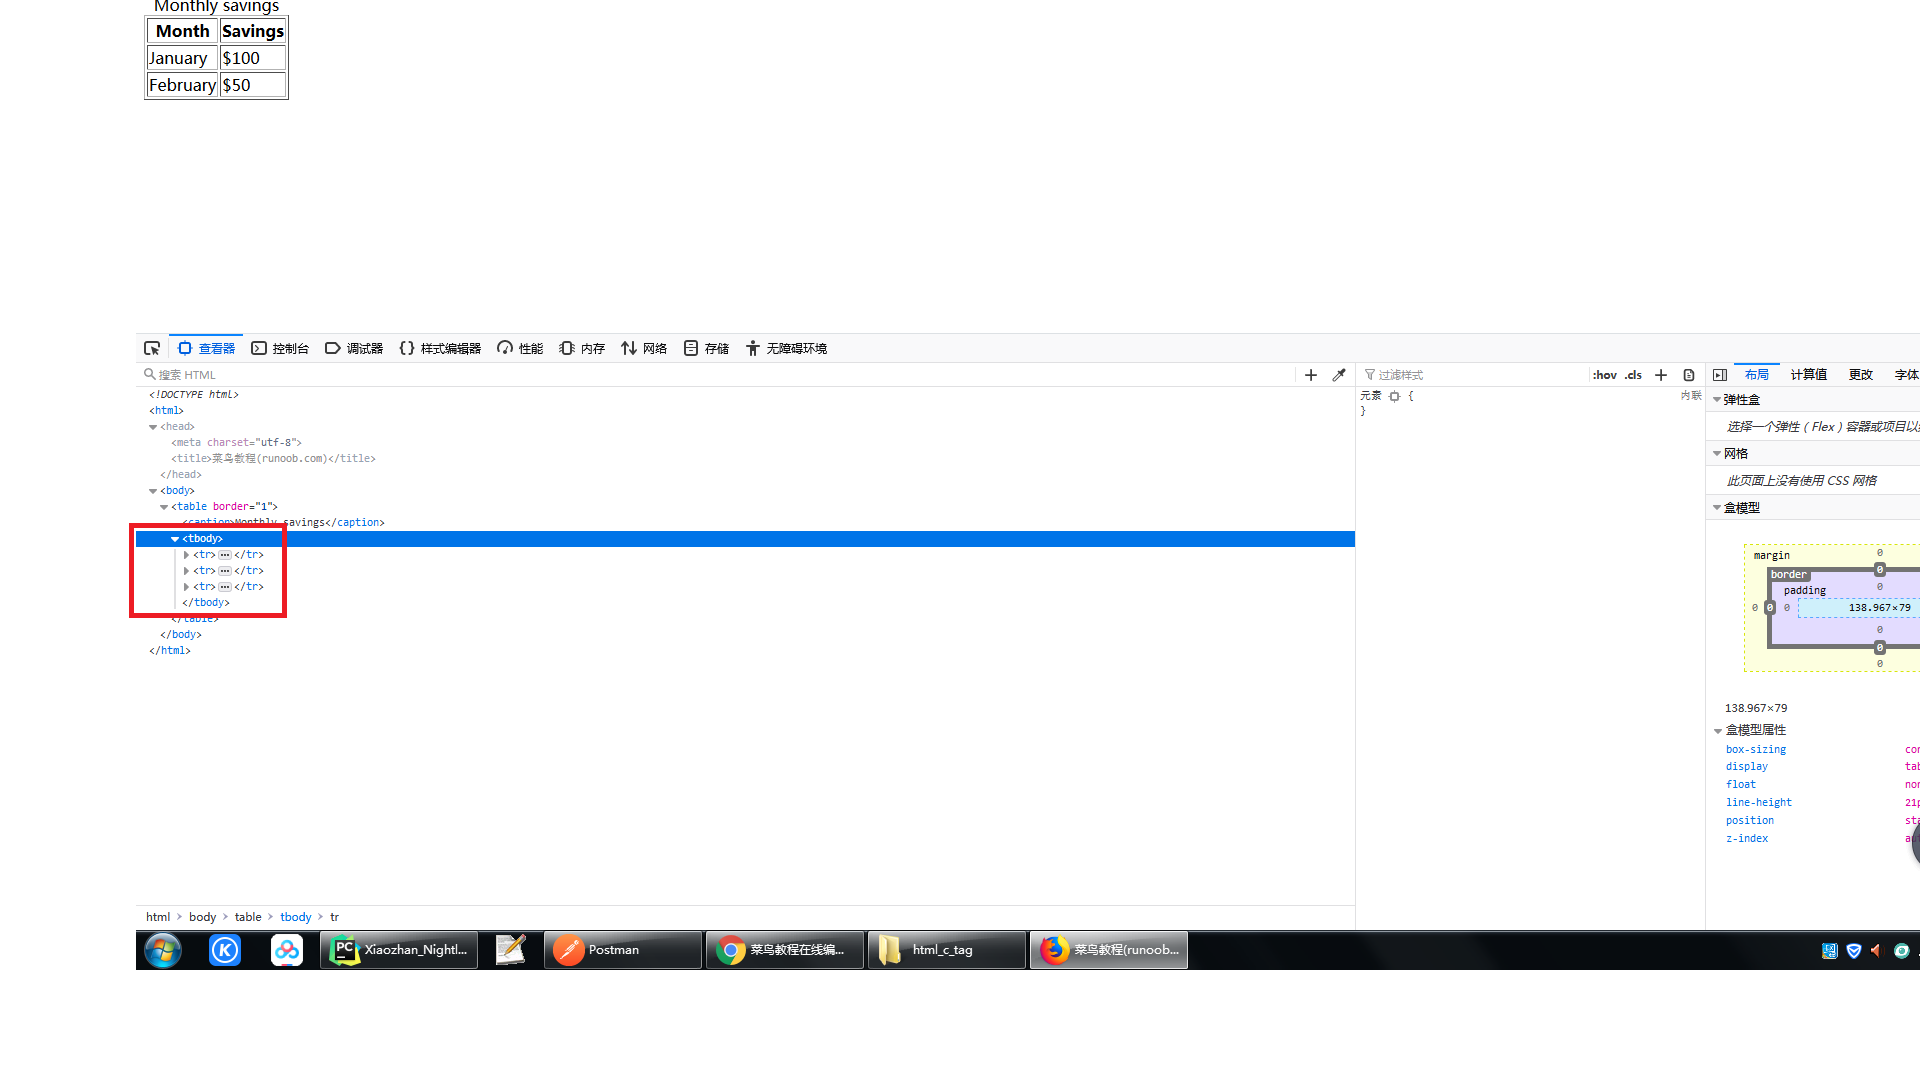 Monthly savings
Month Savings
January $100
February $50
查看器 控制台 调试器 样式编辑器 性能 内存 网络 存储 无障碍环境
搜索 HTML
过滤样式 :hov .cls
布局 计算值 更改 字体
<!DOCTYPE html>
<html>
<head>
<meta charset="utf-8">
<title>菜鸟教程(runoob.com)</title>
</head>
<body>
<table border="1">
<caption>Monthly savings</caption>
<tbody>
<tr> ••• </tr>
<tr> ••• </tr>
<tr> ••• </tr>
</tbody>
</table>
</body>
</html>
元素 { 内联
}
弹性盒
选择一个弹性 ( Flex ) 容器或项目以
网格
此页面上没有使用 CSS 网格
盒模型
margin 0
border 0
padding 0
0 0 0 138.967×79
0
0
0
138.967×79
盒模型属性
box-sizing
display
float
line-height 21p
position
z-index
html > body > table > tbody > tr
K PC Xiaozhan_Nightl... Postman 菜鸟教程在线编... html_c_tag 菜鸟教程(runoob...